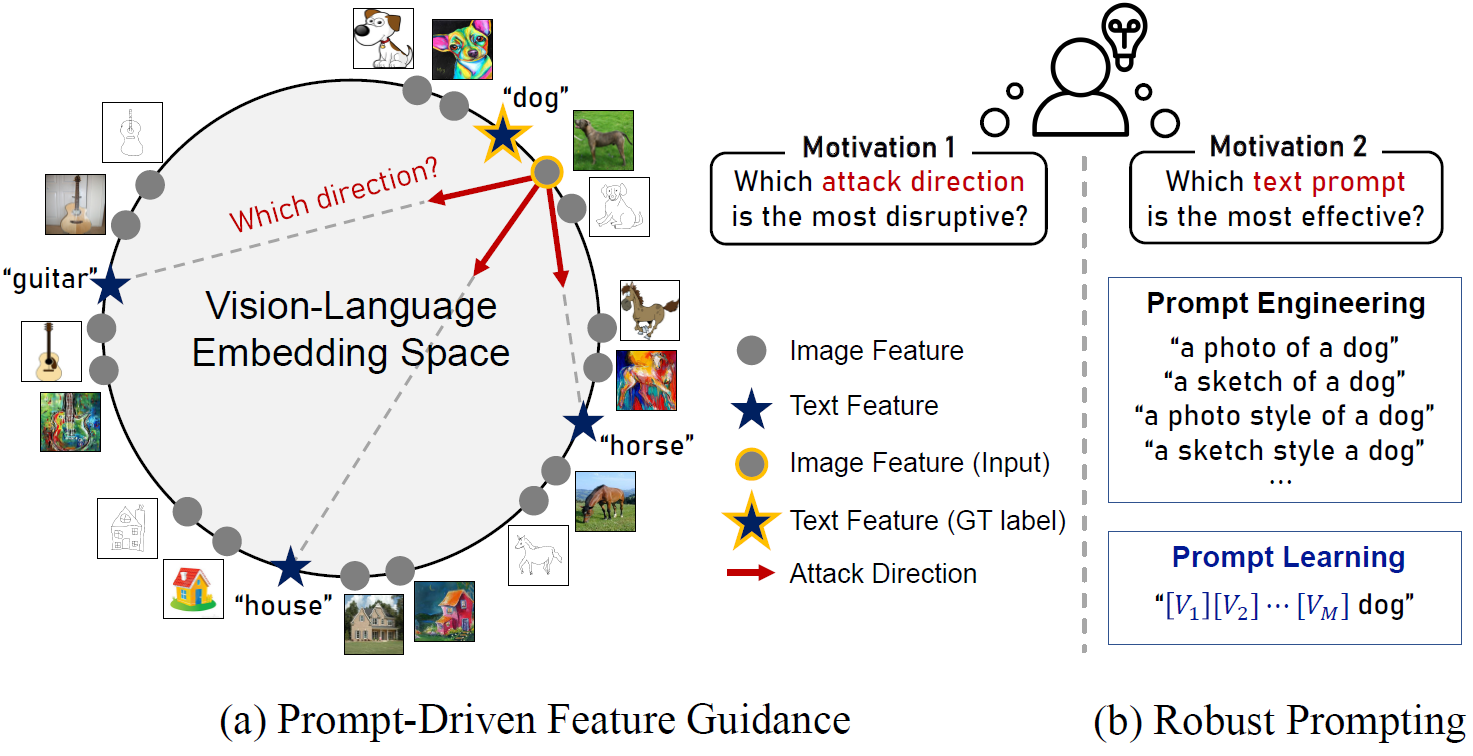 "dog"
Which direction?
"guitar"
Vision-Language
Embedding Space
"horse"
"house"
Motivation 1
Which attack direction
is the most disruptive?
Image Feature
Text Feature
Image Feature (Input)
Text Feature (GT label)
Attack Direction
Motivation 2
Which text prompt
is the most effective?
Prompt Engineering
"a photo of a dog"
"a sketch of a dog"
"a photo style of a dog"
"a sketch style a dog"
...
Prompt Learning
"[V₁][V₂] ⋯ [V_M] dog"
(a) Prompt-Driven Feature Guidance
(b) Robust Prompting